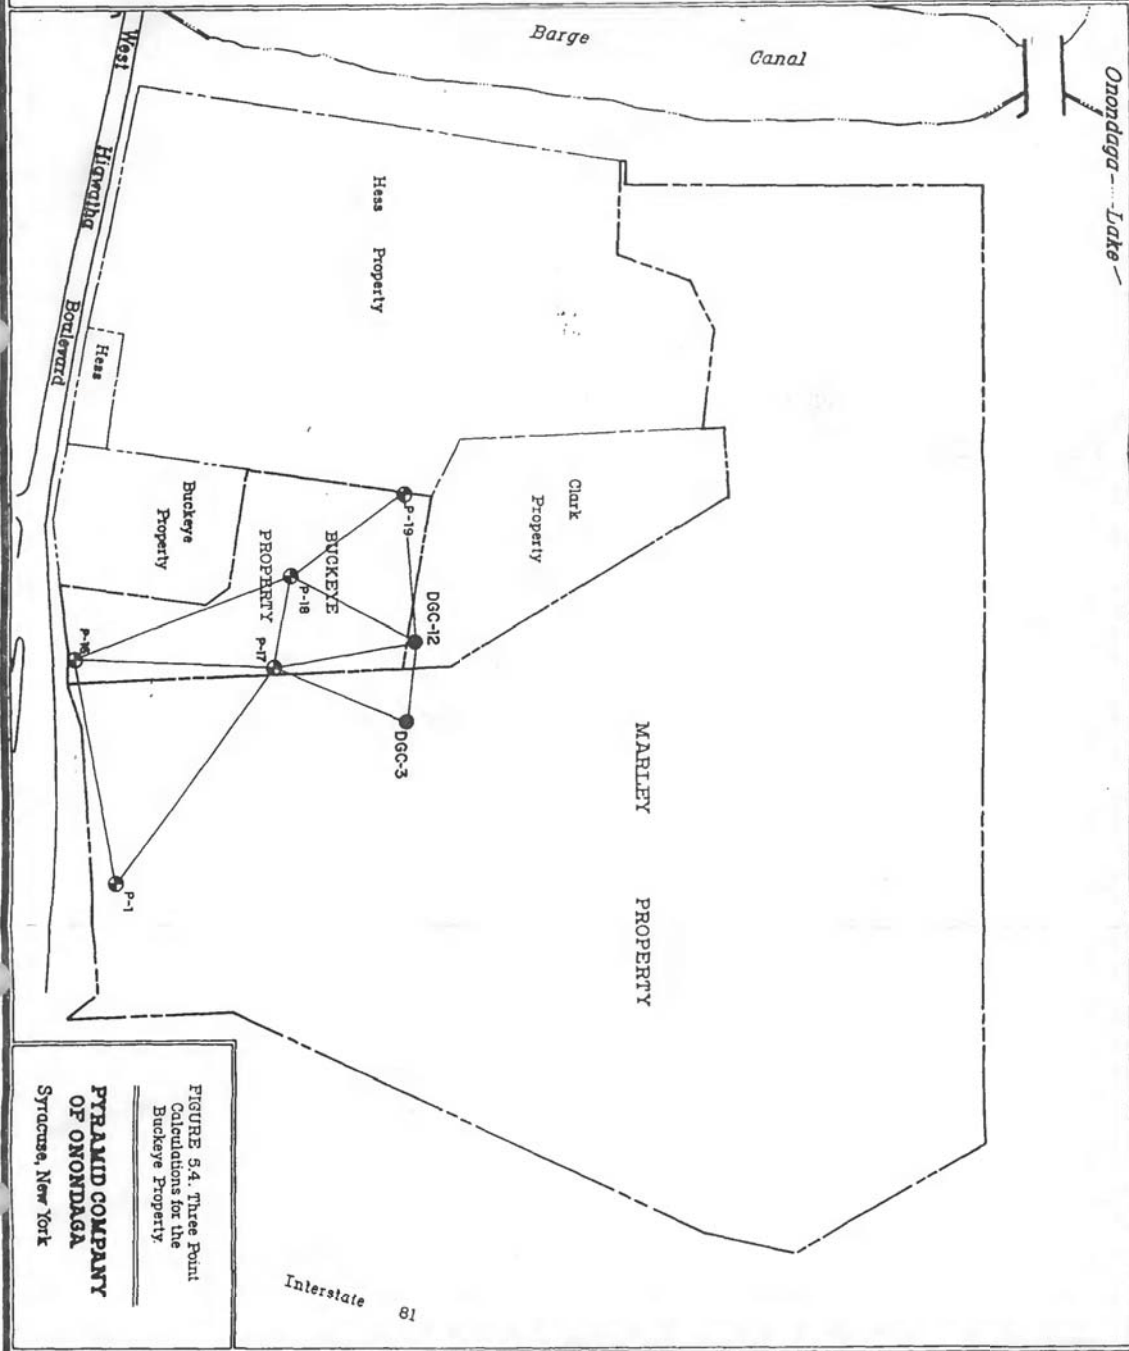 Onondaga Lake
Barge
Canal
West
Hiawatha
Boulevard
Hess
Property
Hess
Clark
Property
Buckeye
Property
BUCKEYE
PROPERTY
P-19
P-18
DGC-12
P-17
P-16
DGC-3
P-1
MARLEY
PROPERTY
Interstate 81
FIGURE 5.4. Three Point
Calculations for the
Buckeye Property.
PYRAMID COMPANY
OF ONONDAGA
Syracuse, New York